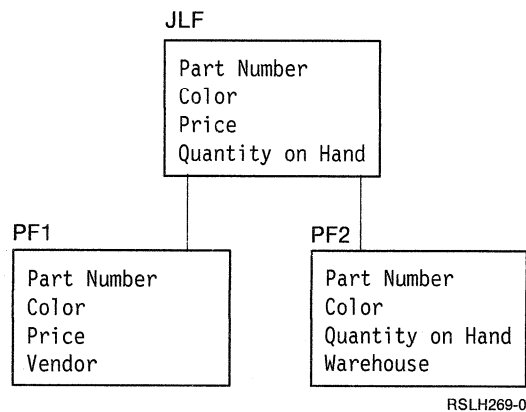 JLF
Part Number
Color
Price
Quantity on Hand
PF1
Part Number
Color
Price
Vendor
PF2
Part Number
Color
Quantity on Hand
Warehouse
RSLH269-0